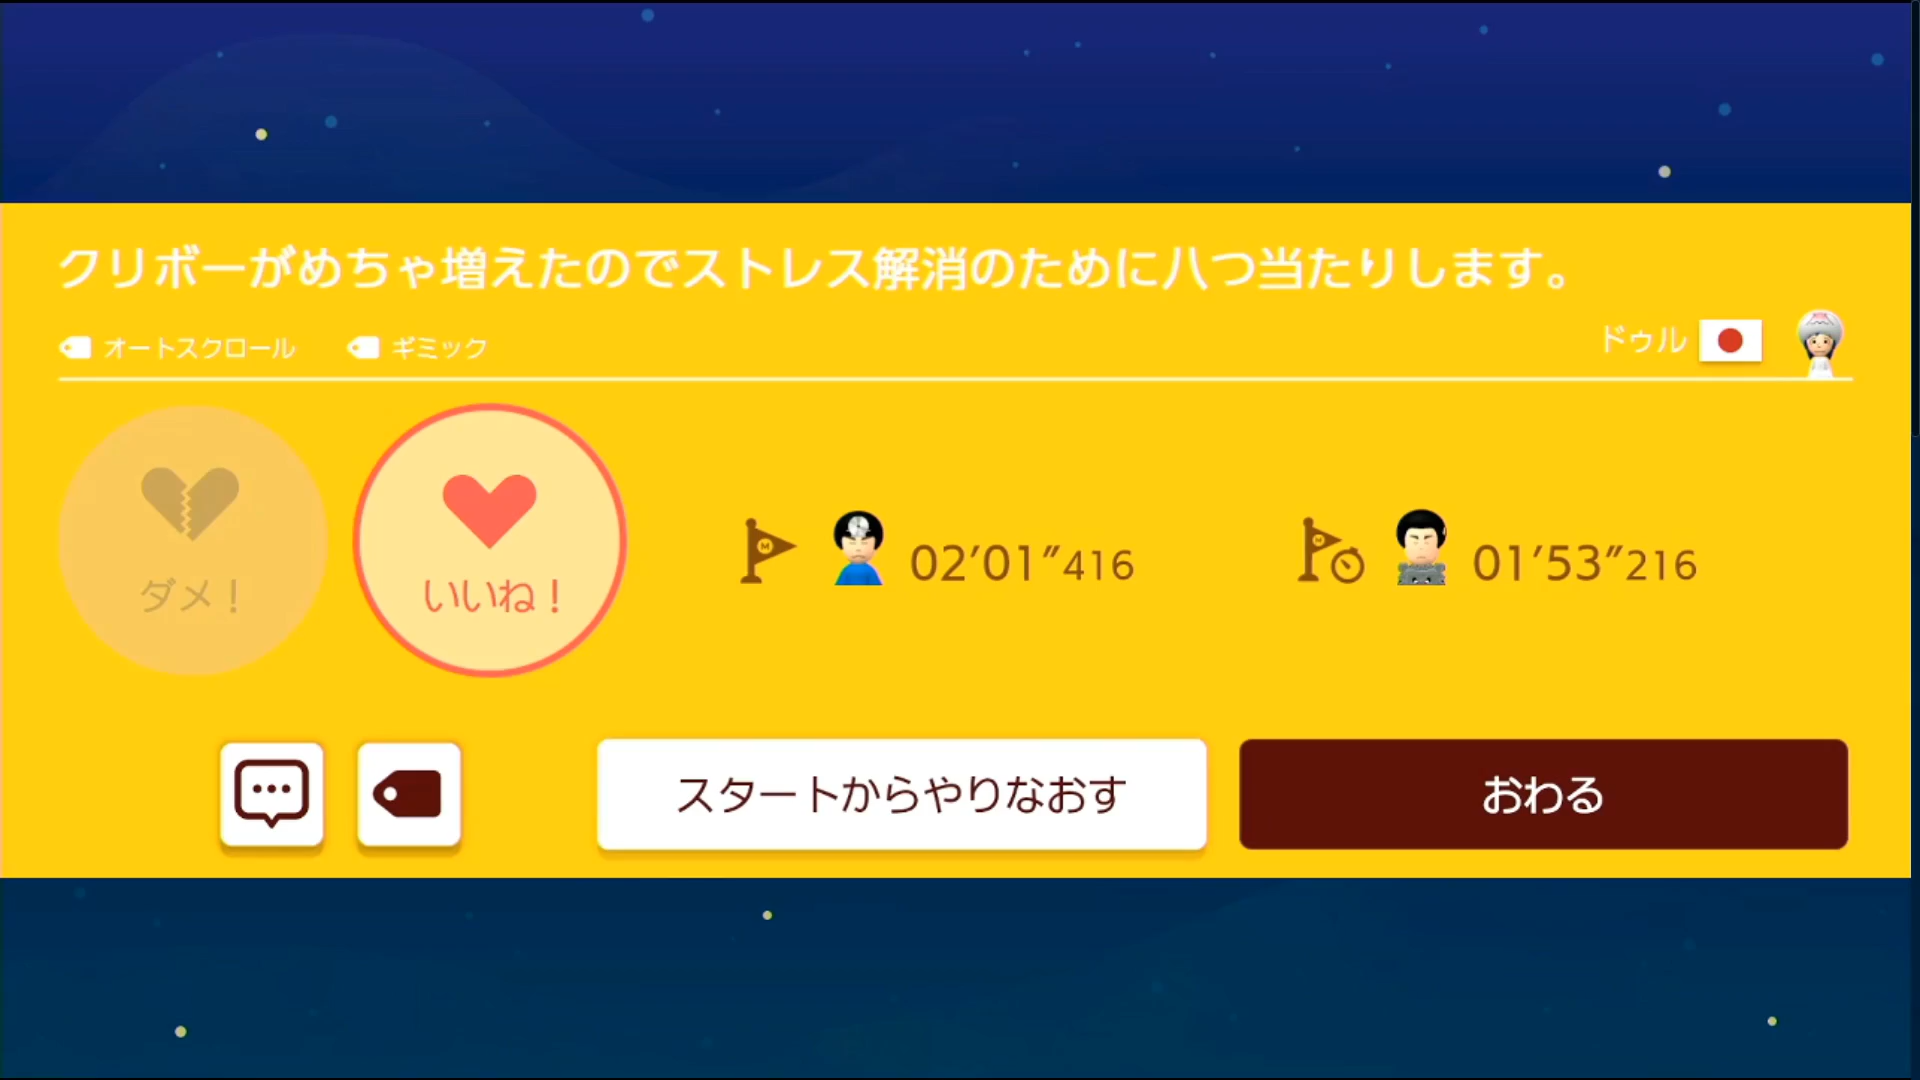 クリボーがめちゃ増えたのでストレス解消のために八つ当たりします。
オートスクロール ギミック
ドゥル
ダメ！
いいね！
M 02'01"416
M 01'53"216
スタートからやりなおす
おわる